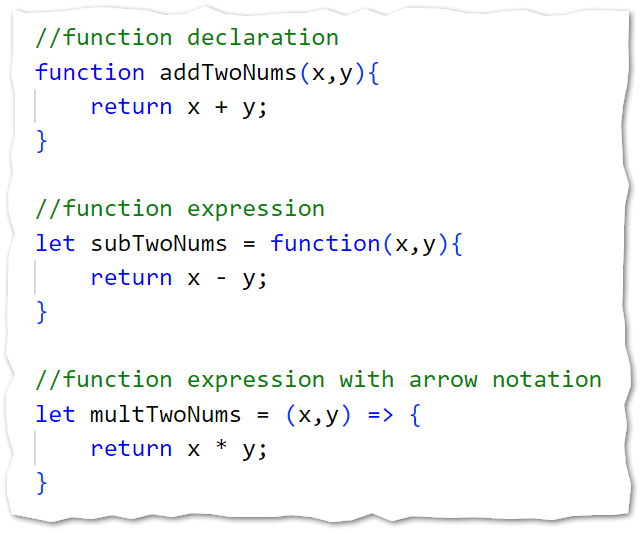 //function declaration
function addTwoNums(x,y){
    return x + y;
}

//function expression
let subTwoNums = function(x,y){
    return x - y;
}

//function expression with arrow notation
let multTwoNums = (x,y) => {
    return x * y;
}